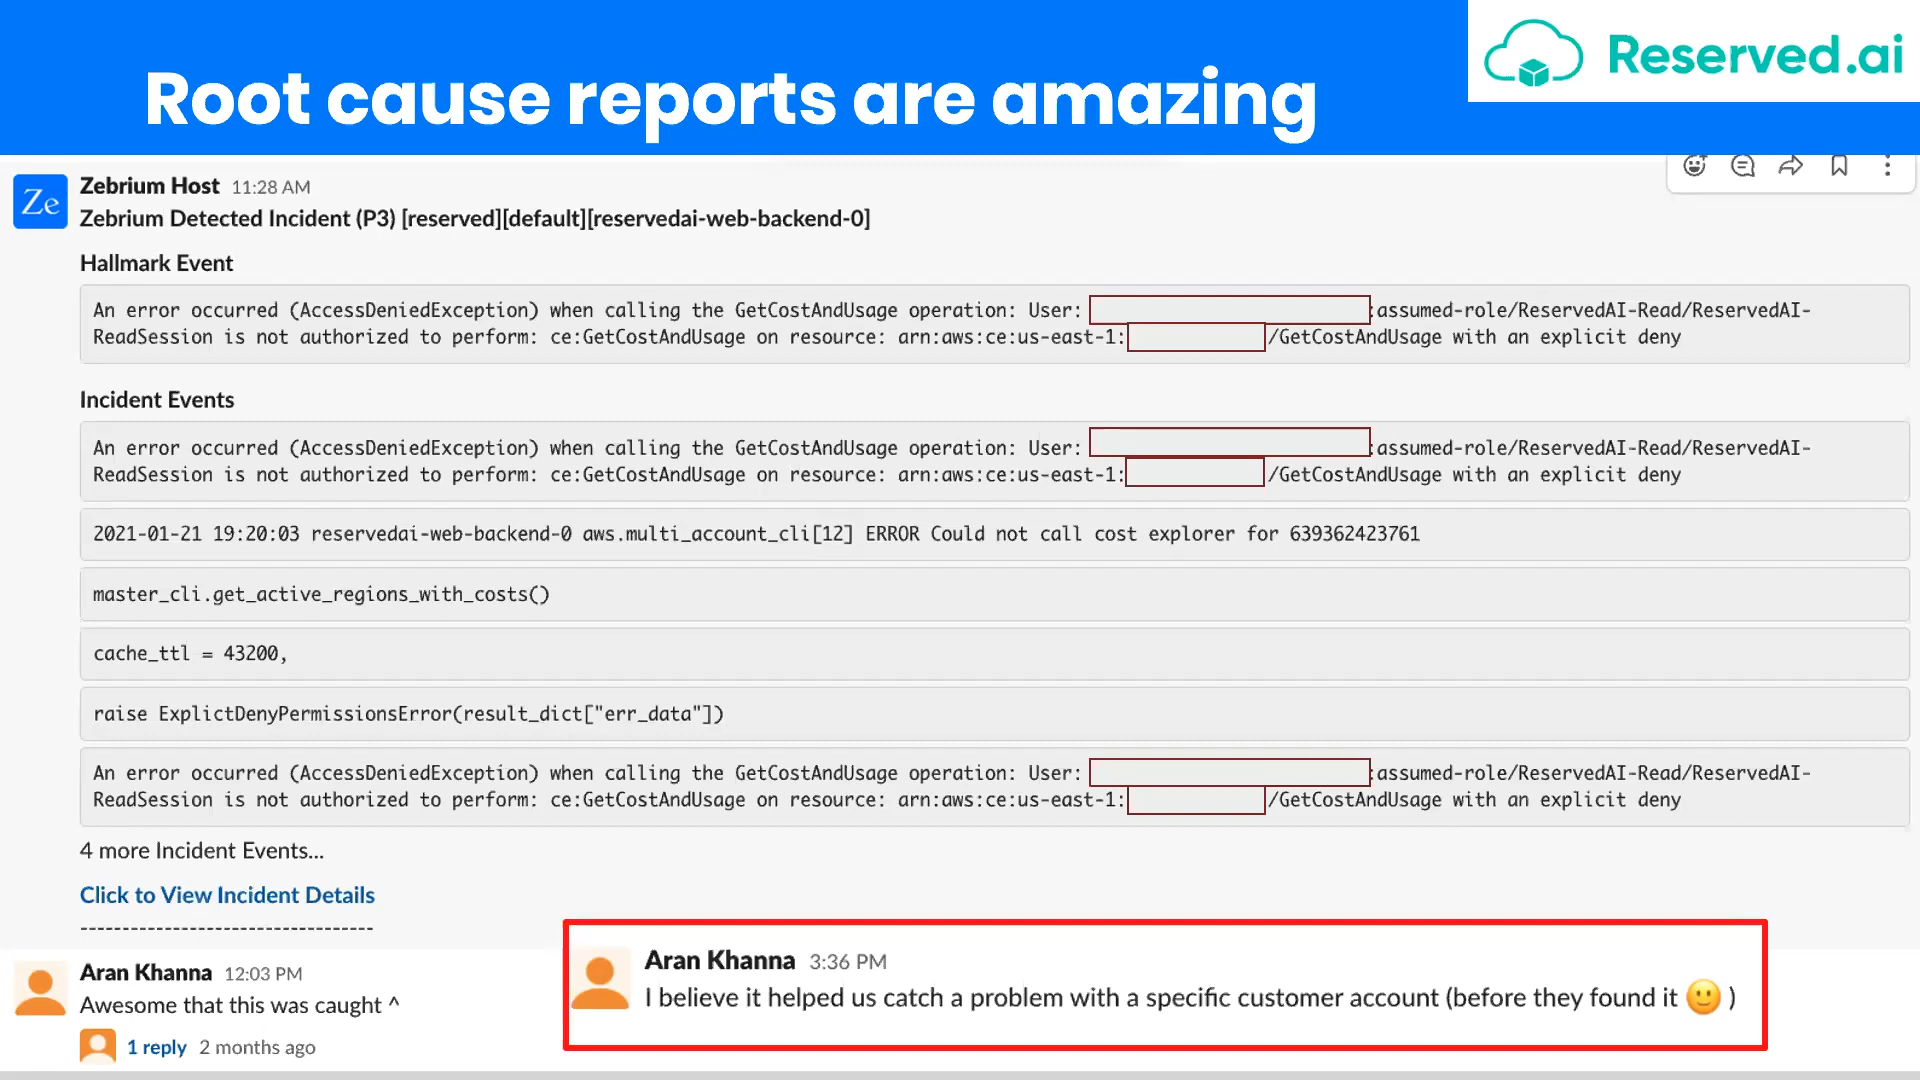 Root cause reports are amazing
Reserved.ai
Ze
Zebrium Host 11:28 AM
Zebrium Detected Incident (P3) [reserved][default][reservedai-web-backend-0]
Hallmark Event
An error occurred (AccessDeniedException) when calling the GetCostAndUsage operation: User: :assumed-role/ReservedAI-Read/ReservedAI-
ReadSession is not authorized to perform: ce:GetCostAndUsage on resource: arn:aws:ce:us-east-1: /GetCostAndUsage with an explicit deny
Incident Events
An error occurred (AccessDeniedException) when calling the GetCostAndUsage operation: User: :assumed-role/ReservedAI-Read/ReservedAI-
ReadSession is not authorized to perform: ce:GetCostAndUsage on resource: arn:aws:ce:us-east-1: /GetCostAndUsage with an explicit deny
2021-01-21 19:20:03 reservedai-web-backend-0 aws.multi_account_cli[12] ERROR Could not call cost explorer for 639362423761
master_cli.get_active_regions_with_costs()
cache_ttl = 43200,
raise ExplictDenyPermissionsError(result_dict["err_data"])
An error occurred (AccessDeniedException) when calling the GetCostAndUsage operation: User: :assumed-role/ReservedAI-Read/ReservedAI-
ReadSession is not authorized to perform: ce:GetCostAndUsage on resource: arn:aws:ce:us-east-1: /GetCostAndUsage with an explicit deny
4 more Incident Events...
Click to View Incident Details
-----------------------------------
Aran Khanna 12:03 PM
Awesome that this was caught ^
1 reply 2 months ago
Aran Khanna 3:36 PM
I believe it helped us catch a problem with a specific customer account (before they found it 🙂 )